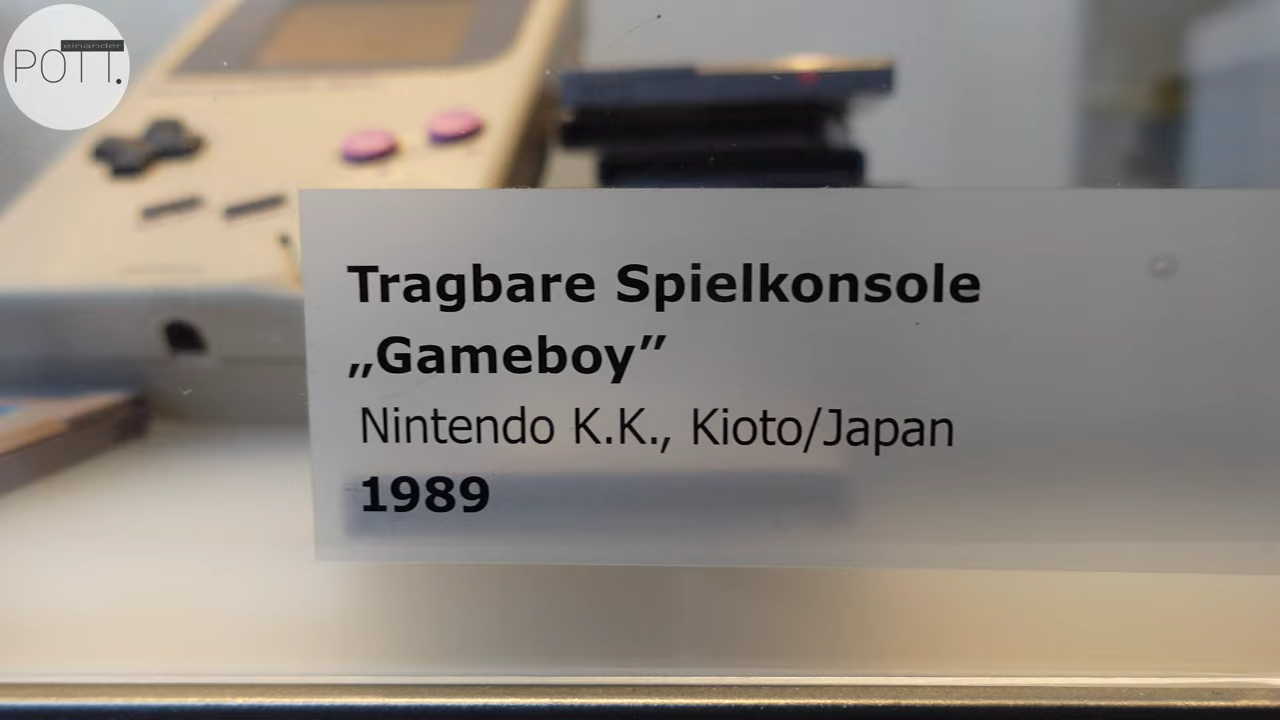 einander
POTT.
Tragbare Spielkonsole
„Gameboy”
Nintendo K.K., Kioto/Japan
1989